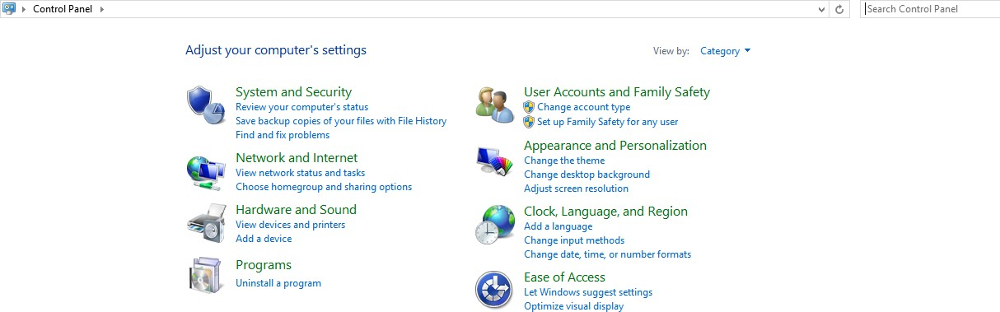 Control Panel
Search Control Panel
Adjust your computer's settings
View by: Category
System and Security
Review your computer's status
Save backup copies of your files with File History
Find and fix problems
Network and Internet
View network status and tasks
Choose homegroup and sharing options
Hardware and Sound
View devices and printers
Add a device
Programs
Uninstall a program
User Accounts and Family Safety
Change account type
Set up Family Safety for any user
Appearance and Personalization
Change the theme
Change desktop background
Adjust screen resolution
Clock, Language, and Region
Add a language
Change input methods
Change date, time, or number formats
Ease of Access
Let Windows suggest settings
Optimize visual display